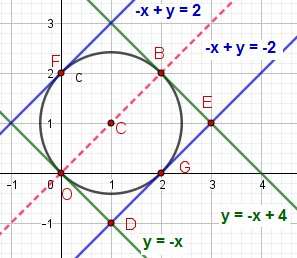 -x + y = 2
3
-x + y = -2
F
B
2
c
E
C
1
G
-1
0
O
1
2
3
4
y = -x + 4
-1
D
y = -x